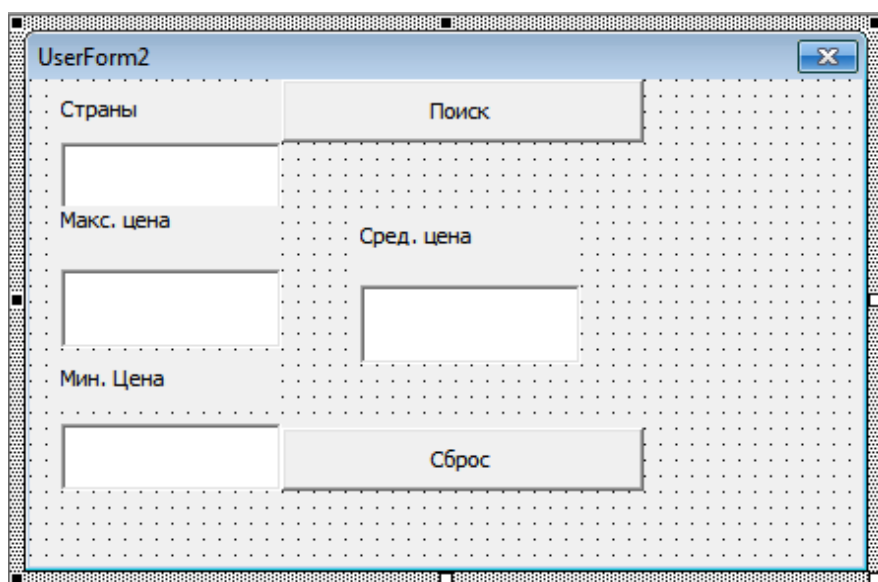 UserForm2
Страны
Поиск
Макс. цена
Сред. цена
Мин. Цена
Сброс